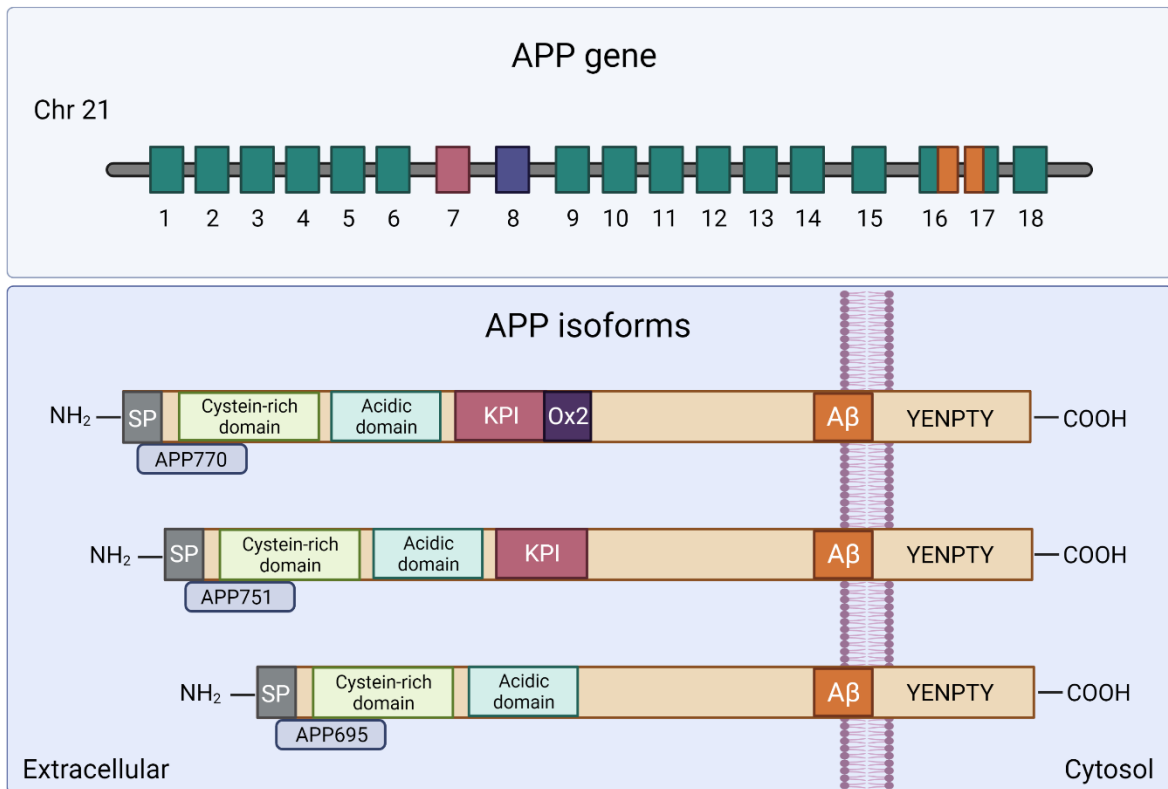 APP gene
Chr 21
1 2 3 4 5 6 7 8 9 10 11 12 13 14 15 16 17 18
APP isoforms
NH₂
SP
Cystein-rich
domain
Acidic
domain
KPI
Ox2
Aβ
YENPTY
COOH
APP770
NH₂
SP
Cystein-rich
domain
Acidic
domain
KPI
Aβ
YENPTY
COOH
APP751
NH₂
SP
Cystein-rich
domain
Acidic
domain
Aβ
YENPTY
COOH
APP695
Extracellular
Cytosol